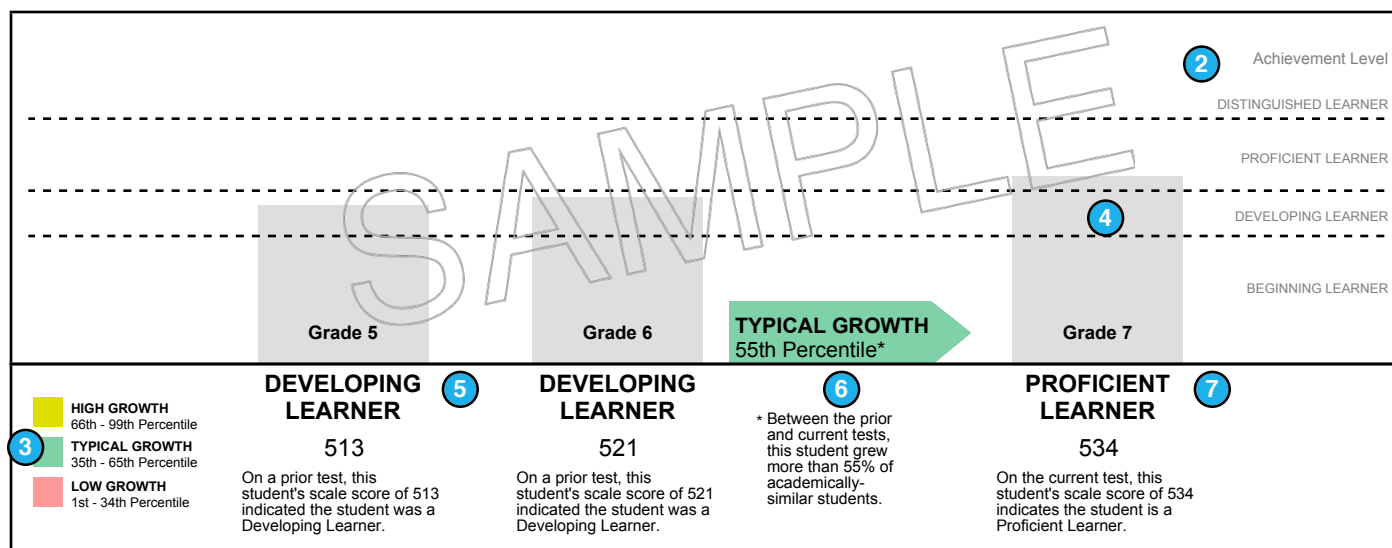 2
Achievement Level
DISTINGUISHED LEARNER
PROFICIENT LEARNER
DEVELOPING LEARNER
BEGINNING LEARNER
SAMPLE
4
Grade 5
Grade 6
TYPICAL GROWTH
55th Percentile*
Grade 7
3
HIGH GROWTH
66th - 99th Percentile
TYPICAL GROWTH
35th - 65th Percentile
LOW GROWTH
1st - 34th Percentile
DEVELOPING
LEARNER
5
513
On a prior test, this
student's scale score of 513
indicated the student was a
Developing Learner.
DEVELOPING
LEARNER
521
On a prior test, this
student's scale score of 521
indicated the student was a
Developing Learner.
6
* Between the prior
and current tests,
this student grew
more than 55% of
academically-
similar students.
PROFICIENT
LEARNER
7
534
On the current test, this
student's scale score of 534
indicates the student is a
Proficient Learner.